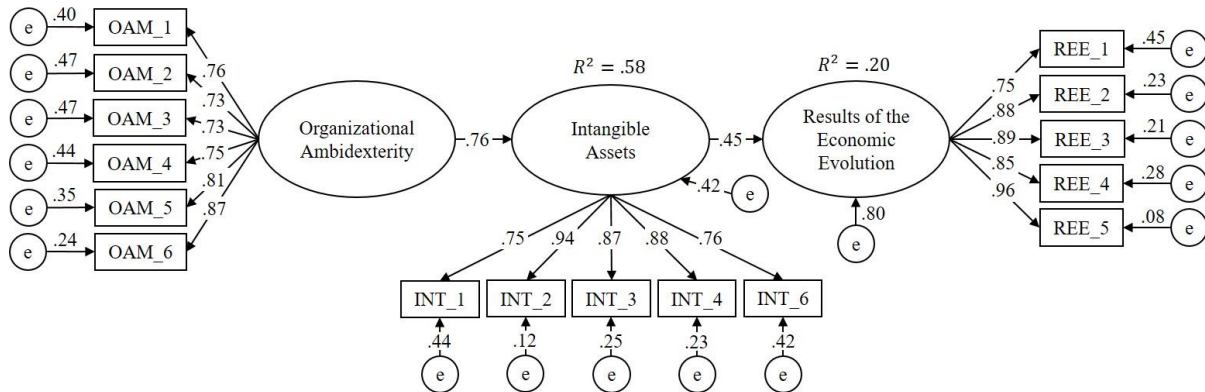 e .40 OAM_1
e .47 OAM_2
e .47 OAM_3
e .44 OAM_4
e .35 OAM_5
e .24 OAM_6
.76
.73
.73
.75
.81
.87
Organizational
Ambidexterity
.76
R² = .58
Intangible
Assets
.42
e
.45
R² = .20
Results of the
Economic
Evolution
.80
e
.75
.88
.89
.85
.96
REE_1 .45 e
REE_2 .23 e
REE_3 .21 e
REE_4 .28 e
REE_5 .08 e
.75 .94 .87 .88 .76
INT_1 INT_2 INT_3 INT_4 INT_6
.44 .12 .25 .23 .42
e e e e e